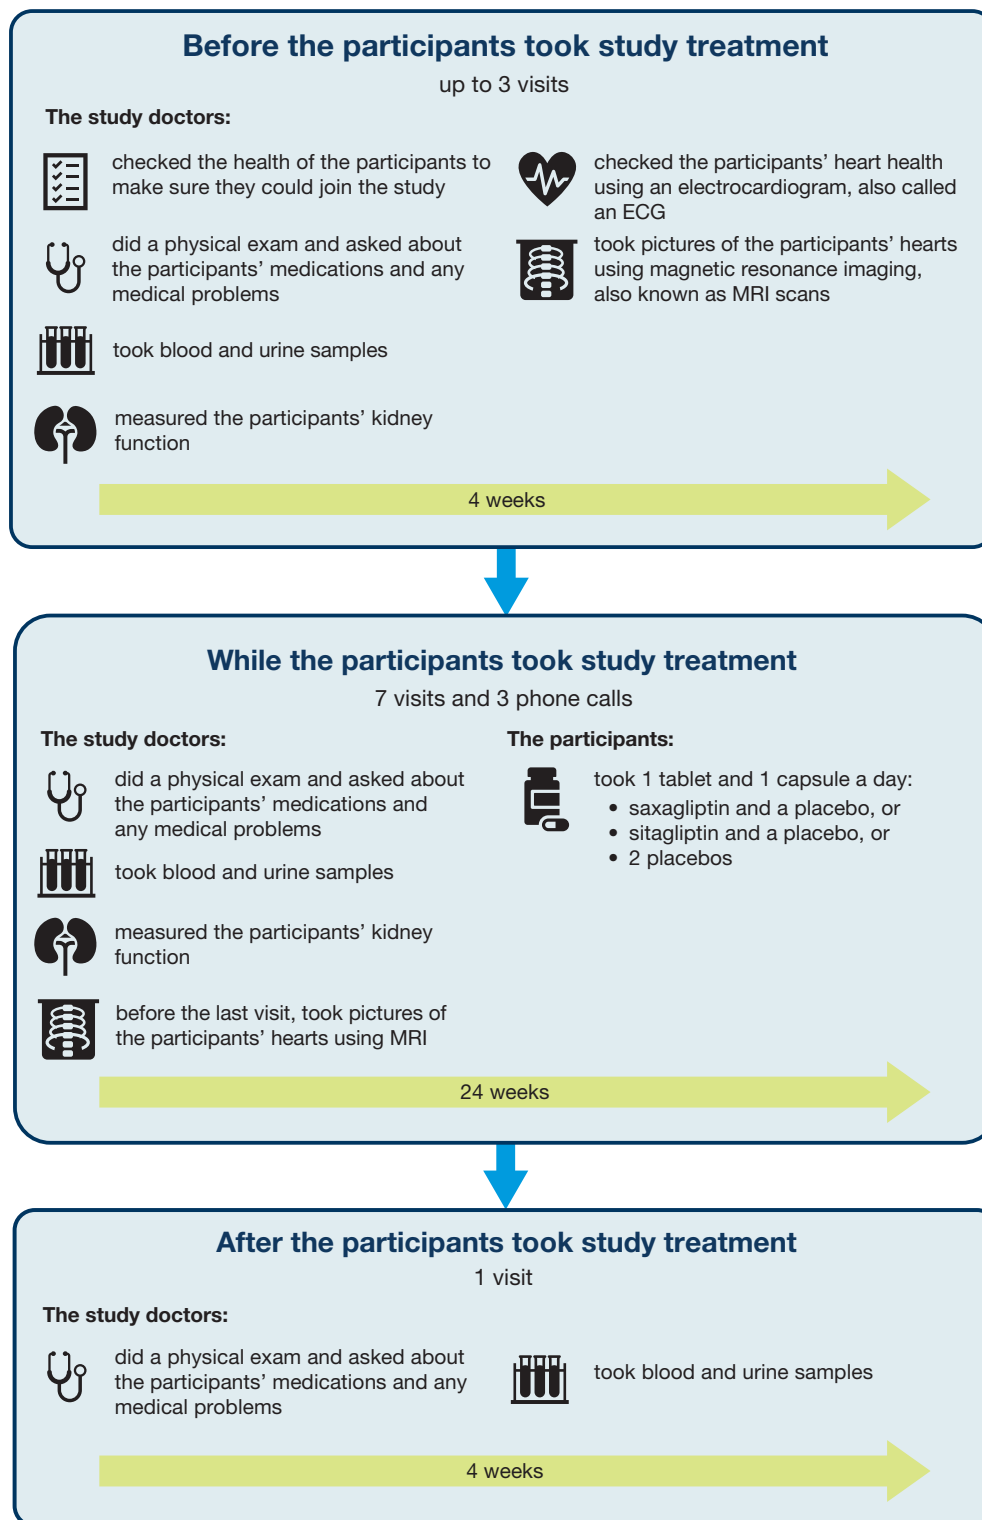 Before the participants took study treatment
up to 3 visits
The study doctors:
checked the health of the participants to
make sure they could join the study
did a physical exam and asked about
the participants’ medications and any
medical problems
took blood and urine samples
measured the participants’ kidney
function
checked the participants’ heart health
using an electrocardiogram, also called
an ECG
took pictures of the participants’ hearts
using magnetic resonance imaging,
also known as MRI scans
4 weeks
While the participants took study treatment
7 visits and 3 phone calls
The study doctors:
did a physical exam and asked about
the participants’ medications and
any medical problems
took blood and urine samples
measured the participants’ kidney
function
before the last visit, took pictures of
the participants’ hearts using MRI
The participants:
took 1 tablet and 1 capsule a day:
• saxagliptin and a placebo, or
• sitagliptin and a placebo, or
• 2 placebos
24 weeks
After the participants took study treatment
1 visit
The study doctors:
did a physical exam and asked about
the participants’ medications and any
medical problems
took blood and urine samples
4 weeks